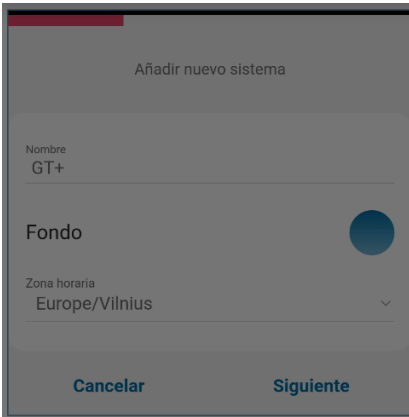 Añadir nuevo sistema
Nombre
GT+
Fondo
Zona horaria
Europe/Vilnius
Cancelar Siguiente